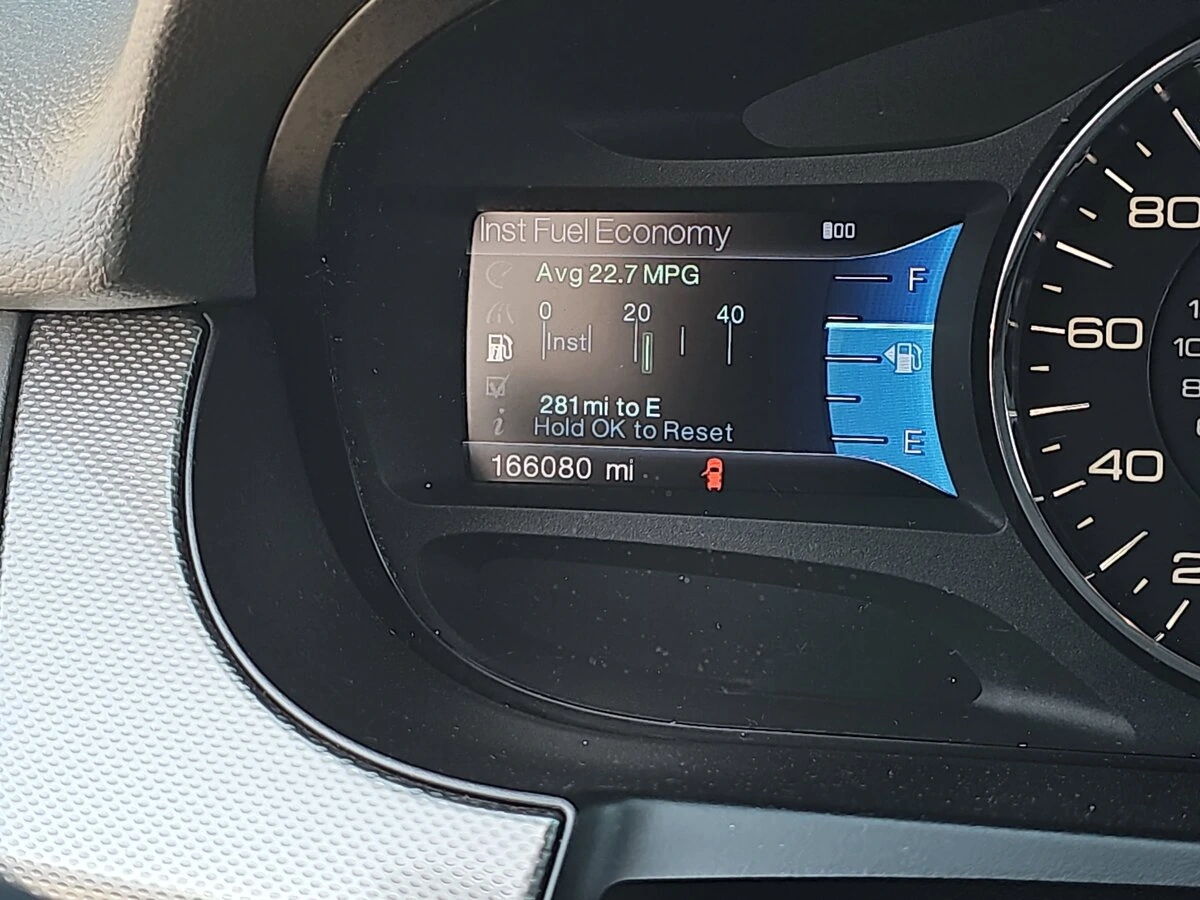 Inst Fuel Economy
Avg 22.7 MPG
0 20 40
Inst
281 mi to E
Hold OK to Reset
166080 mi
F
E
80
60
40